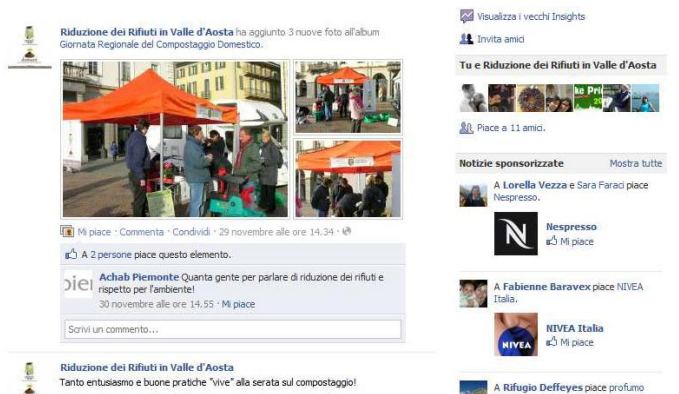 Riduzione dei Rifiuti in Valle d'Aosta ha aggiunto 3 nuove foto all'album
Giornata Regionale del Compostaggio Domestico.
Mi piace · Commenta · Condividi · 29 novembre alle ore 14.34 ·
A 2 persone piace questo elemento.
Achab Piemonte Quanta gente per parlare di riduzione dei rifiuti e
rispetto per l'ambiente!
30 novembre alle ore 14.55 · Mi piace
Scrivi un commento...
Riduzione dei Rifiuti in Valle d'Aosta
Tanto entusiasmo e buone pratiche "vive" alla serata sul compostaggio!
Visualizza i vecchi Insights
Invita amici
Tu e Riduzione dei Rifiuti in Valle d'Aosta
Piace a 11 amici.
Notizie sponsorizzate Mostra tutte
A Lorella Vezza e Sara Faraci piace
Nespresso.
Nespresso
Mi piace
A Fabienne Baravex piace NIVEA
Italia.
NIVEA
NIVEA Italia
Mi piace
A Rifugio Deffeyes piace profumo